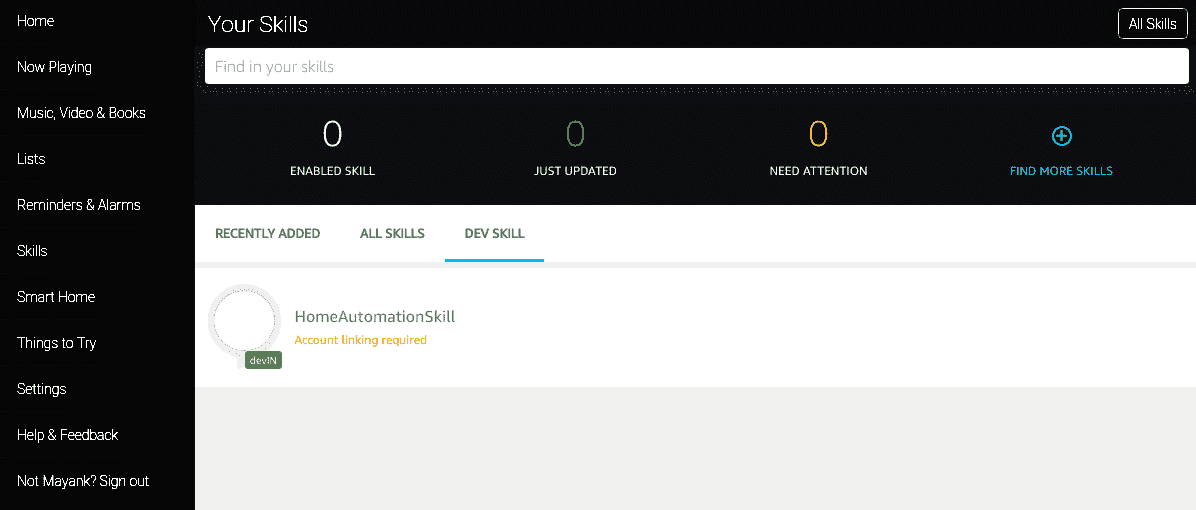 Home
Now Playing
Music, Video & Books
Lists
Reminders & Alarms
Skills
Smart Home
Things to Try
Settings
Help & Feedback
Not Mayank? Sign out
Your Skills
All Skills
Find in your skills
0
ENABLED SKILL
0
JUST UPDATED
0
NEED ATTENTION
FIND MORE SKILLS
RECENTLY ADDED
ALL SKILLS
DEV SKILL
HomeAutomationSkill
Account linking required
devIN